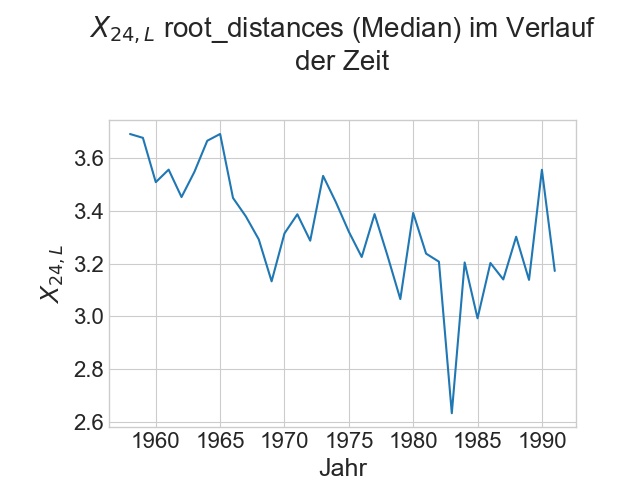 X24, L root_distances (Median) im Verlauf
der Zeit
X24, L
3.6
3.4
3.2
3.0
2.8
2.6
1960 1965 1970 1975 1980 1985 1990
Jahr